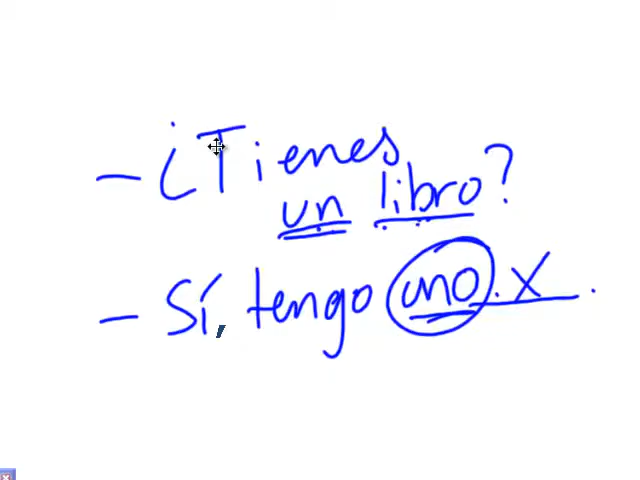 - ¿Tienes
un libro?
- Sí, tengo uno. X.